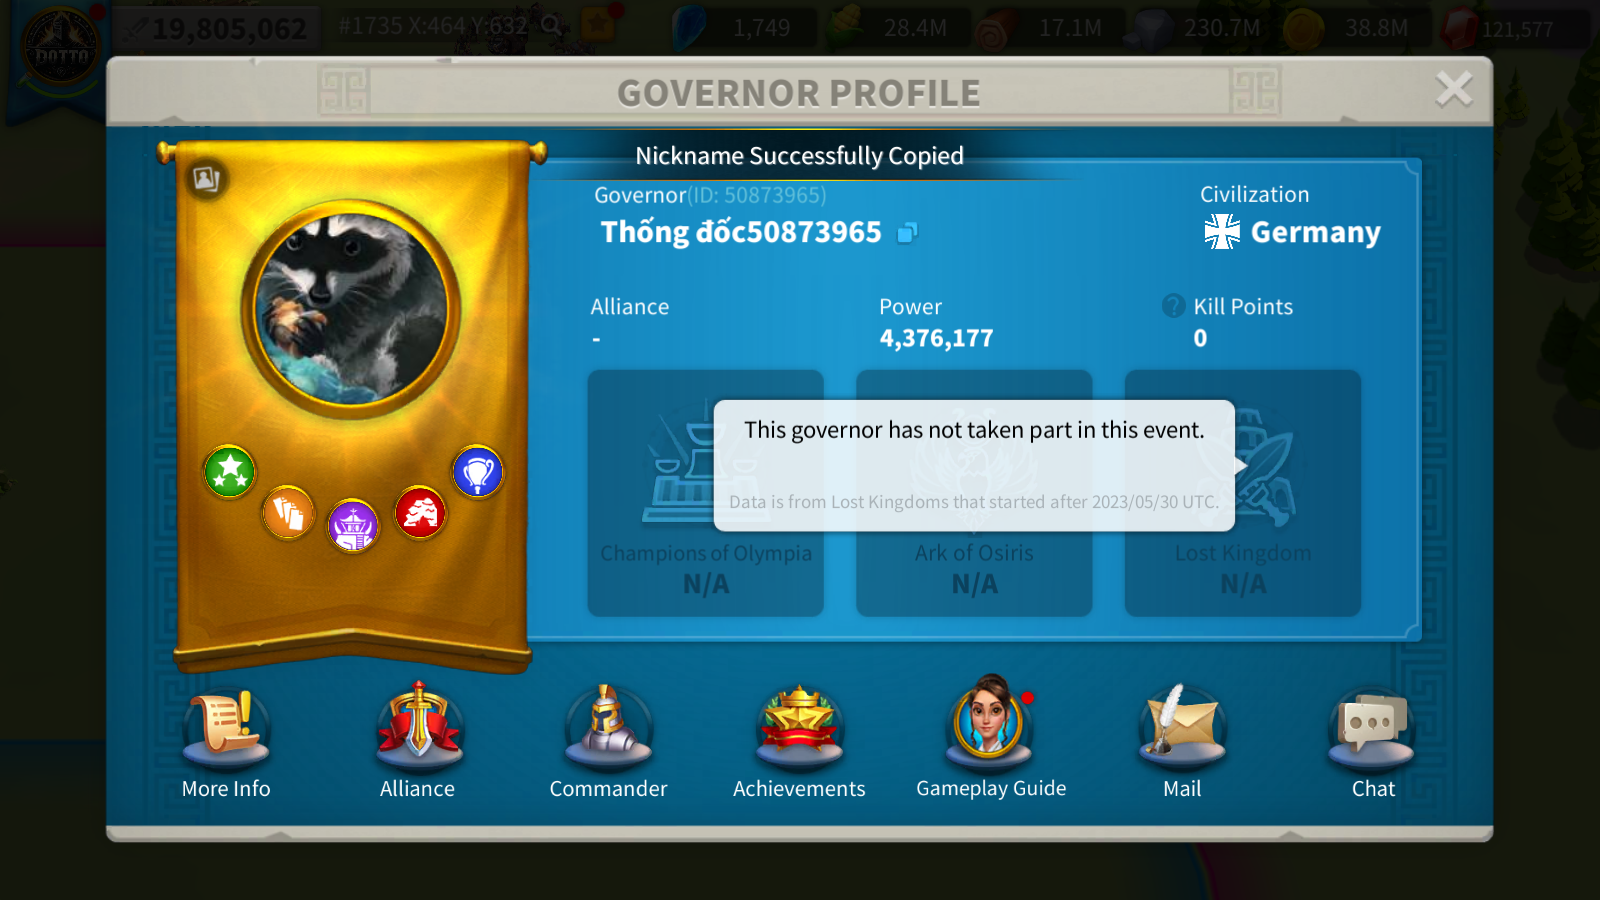 19,805,062
#1735 X:464 Y:632
1,749
28.4M
17.1M
230.7M
38.8M
121,577
GOVERNOR PROFILE
Nickname Successfully Copied
Governor(ID: 50873965)
Thống đốc50873965
Civilization
Germany
Alliance
-
Power
4,376,177
Kill Points
0
This governor has not taken part in this event.
Data is from Lost Kingdoms that started after 2023/05/30 UTC.
Champions of Olympia
N/A
Ark of Osiris
N/A
Lost Kingdom
N/A
More Info
Alliance
Commander
Achievements
Gameplay Guide
Mail
Chat